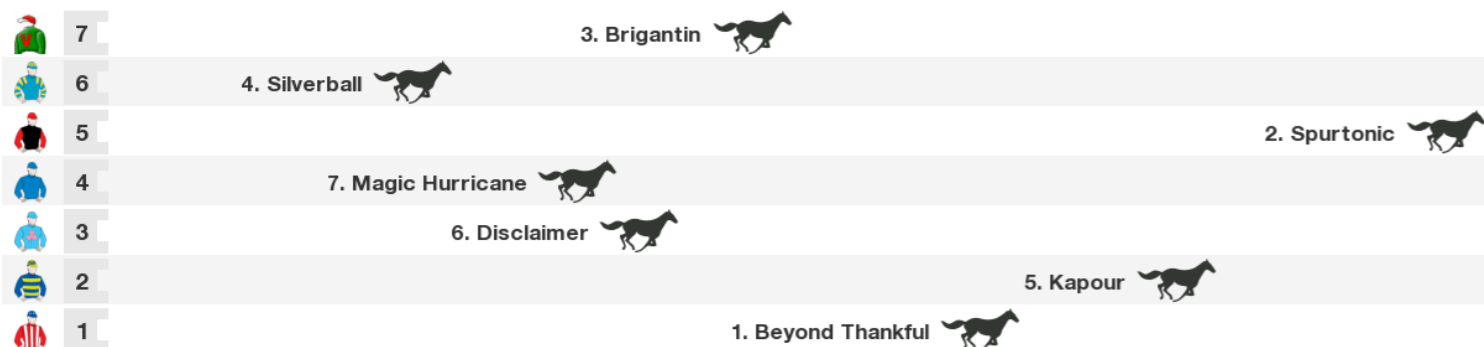 7 3. Brigantin
6 4. Silverball
5 2. Spurtonic
4 7. Magic Hurricane
3 6. Disclaimer
2 5. Kapour
1 1. Beyond Thankful